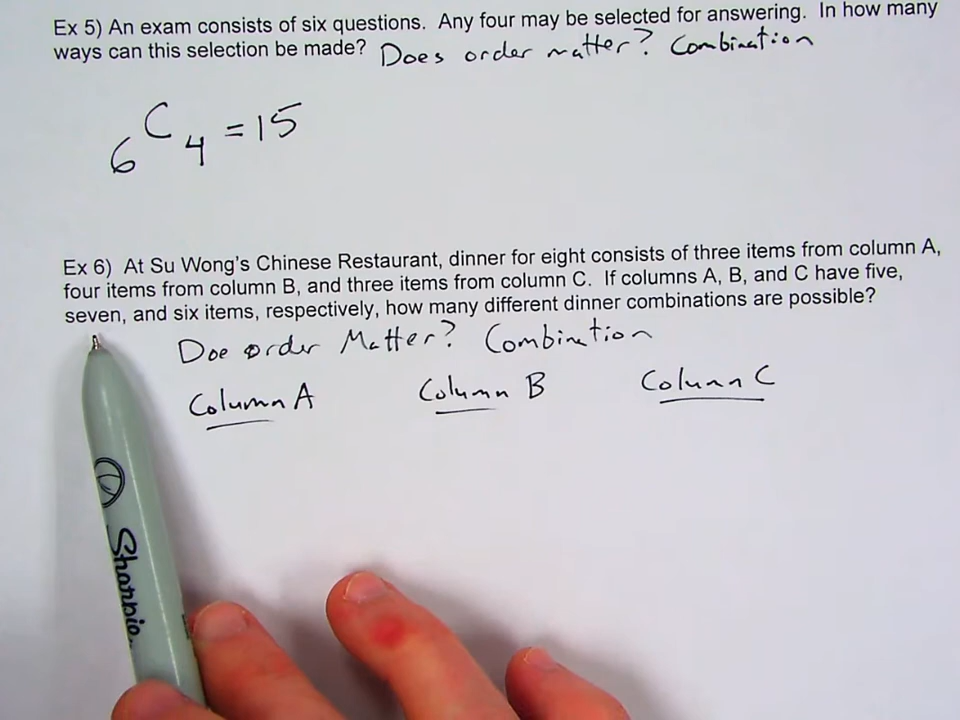 Ex 5) An exam consists of six questions. Any four may be selected for answering. In how many
ways can this selection be made? Does order matter? Combination
6C4 = 15
Ex 6) At Su Wong's Chinese Restaurant, dinner for eight consists of three items from column A,
four items from column B, and three items from column C. If columns A, B, and C have five,
seven, and six items, respectively, how many different dinner combinations are possible?
Doe order Matter? Combination
Column A Column B Column C
Sharpie